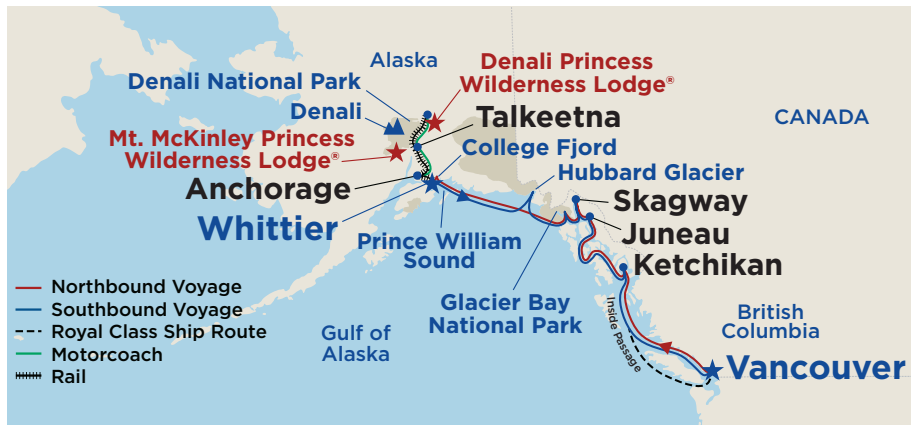 Alaska
Denali Princess
Wilderness Lodge®
Denali National Park
Denali
Talkeetna
CANADA
Mt. McKinley Princess
Wilderness Lodge®
College Fjord
Hubbard Glacier
Anchorage
Skagway
Whittier
Juneau
Prince William
Sound
Ketchikan
Glacier Bay
National Park
Northbound Voyage
Southbound Voyage
Royal Class Ship Route
Motorcoach
Rail
Gulf of
Alaska
Inside Passage
British
Columbia
Vancouver